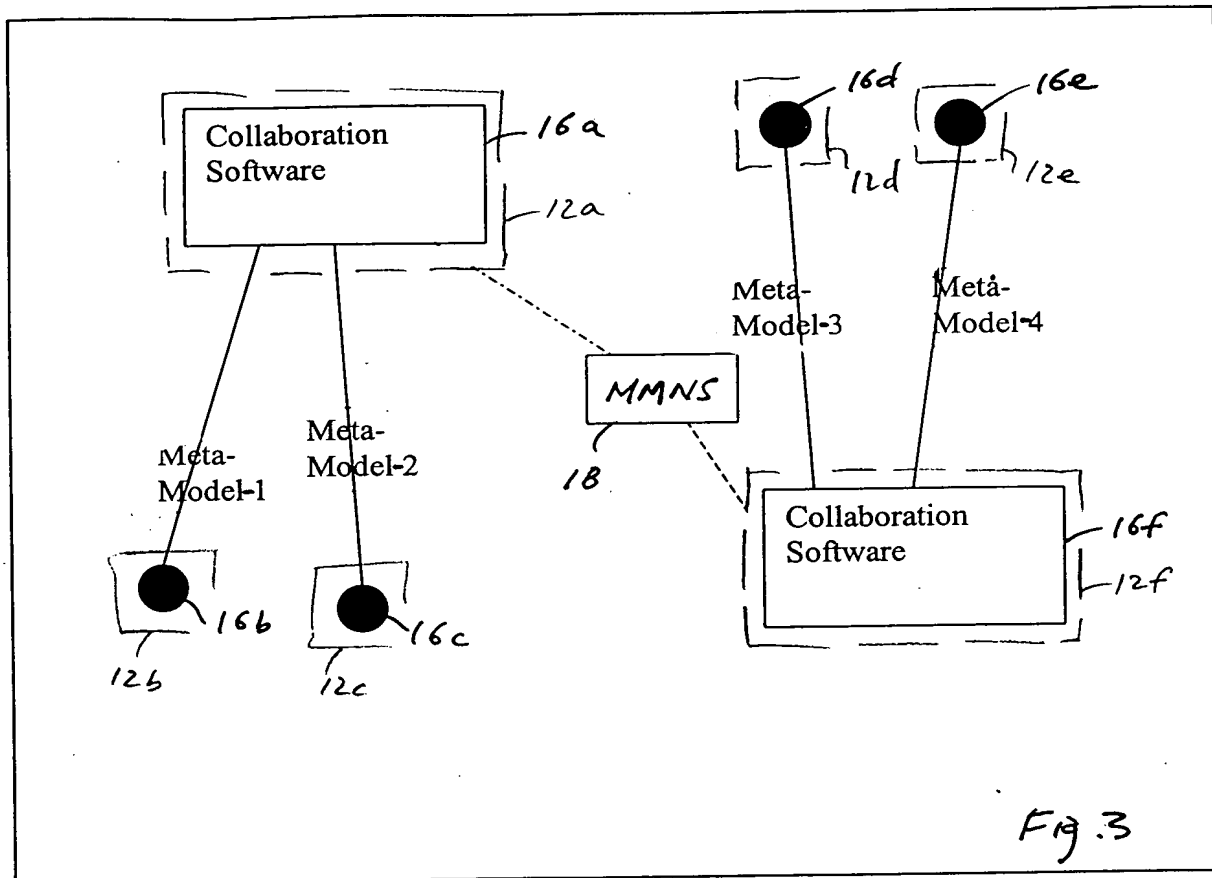 Collaboration
Software
16a
12a
16d
16e
12d
12e
Meta-
Model-3
Meta-
Model-4
MMNS
18
Meta-
Model-1
Meta-
Model-2
Collaboration
Software
16f
12f
16b
16c
12b
12c
Fig.3